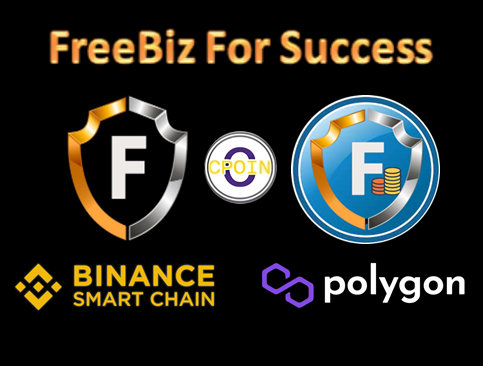 FreeBiz For Success
F
CPOIN
C
F
BINANCE
SMART CHAIN
polygon